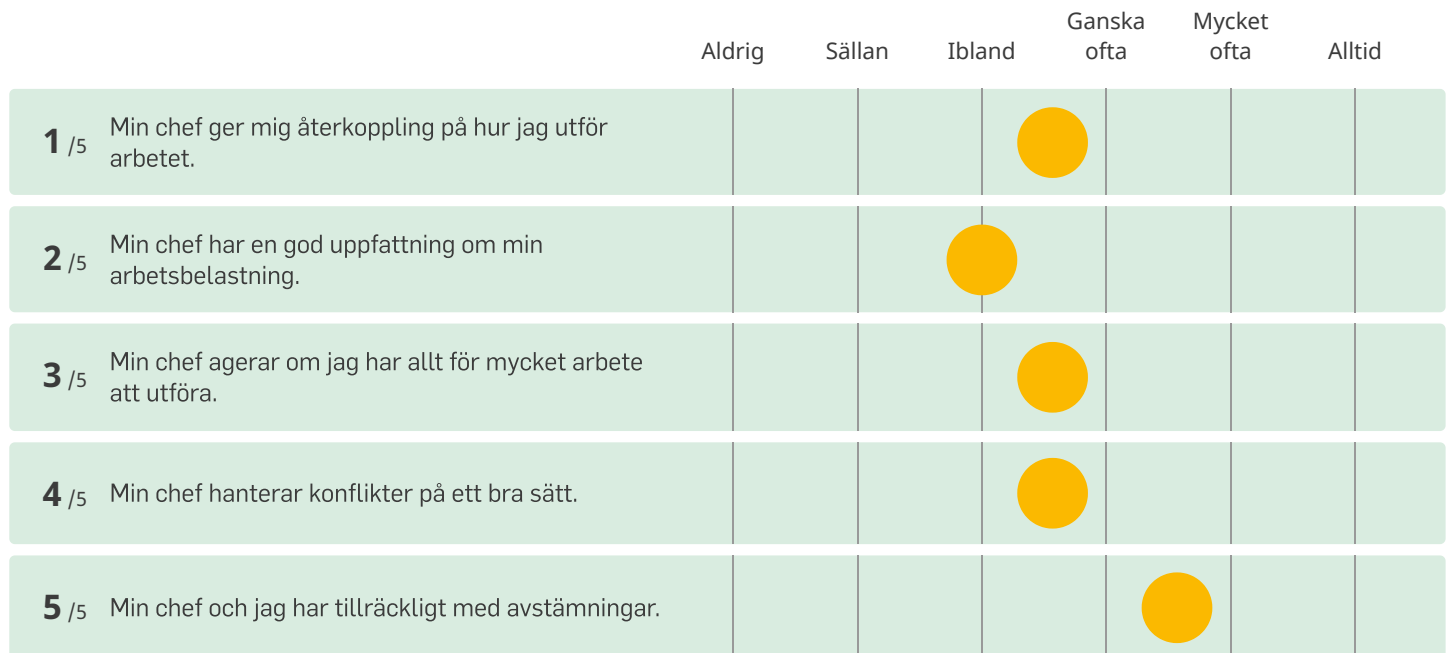 Ganska Mycket
Aldrig Sällan Ibland ofta ofta Alltid
1 /5 Min chef ger mig återkoppling på hur jag utför
arbetet.
2 /5 Min chef har en god uppfattning om min
arbetsbelastning.
3 /5 Min chef agerar om jag har allt för mycket arbete
att utföra.
4 /5 Min chef hanterar konflikter på ett bra sätt.
5 /5 Min chef och jag har tillräckligt med avstämningar.